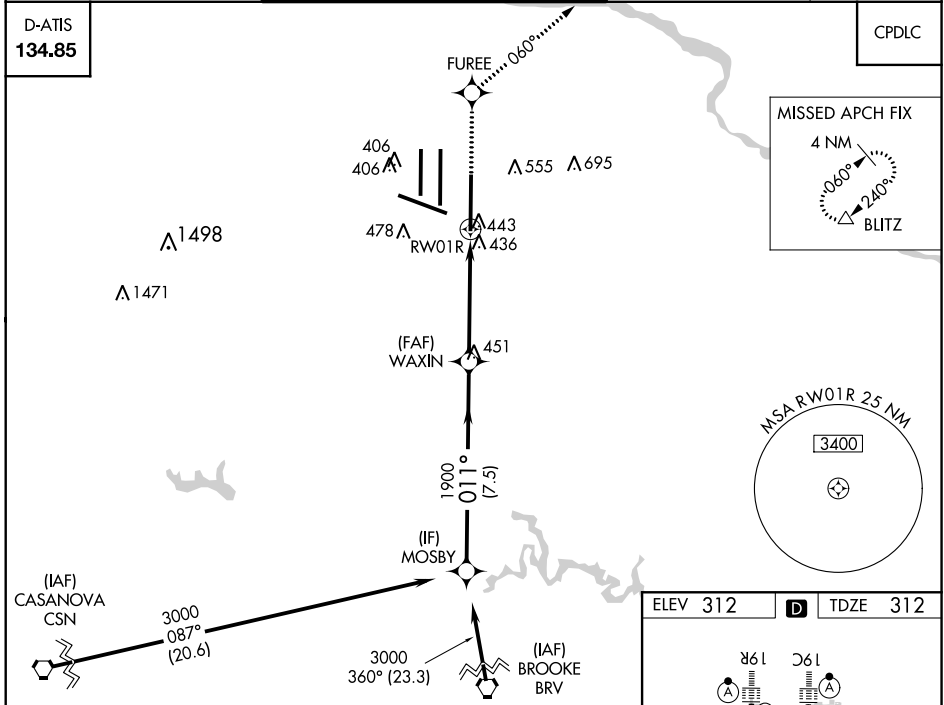 D-ATIS
134.85
CPDLC
FUREE
060°
MISSED APCH FIX
4 NM
060°
240°
BLITZ
406
406
555
695
478
443
RW01R
436
1498
1471
(FAF)
WAXIN
451
MSA RW01R 25 NM
3400
1900
011°
(7.5)
(IF)
MOSBY
(IAF)
CASANOVA
CSN
3000
087°
(20.6)
3000
360° (23.3)
(IAF)
BROOKE
BRV
ELEV 312
D
TDZE 312
19R
19C
A
A